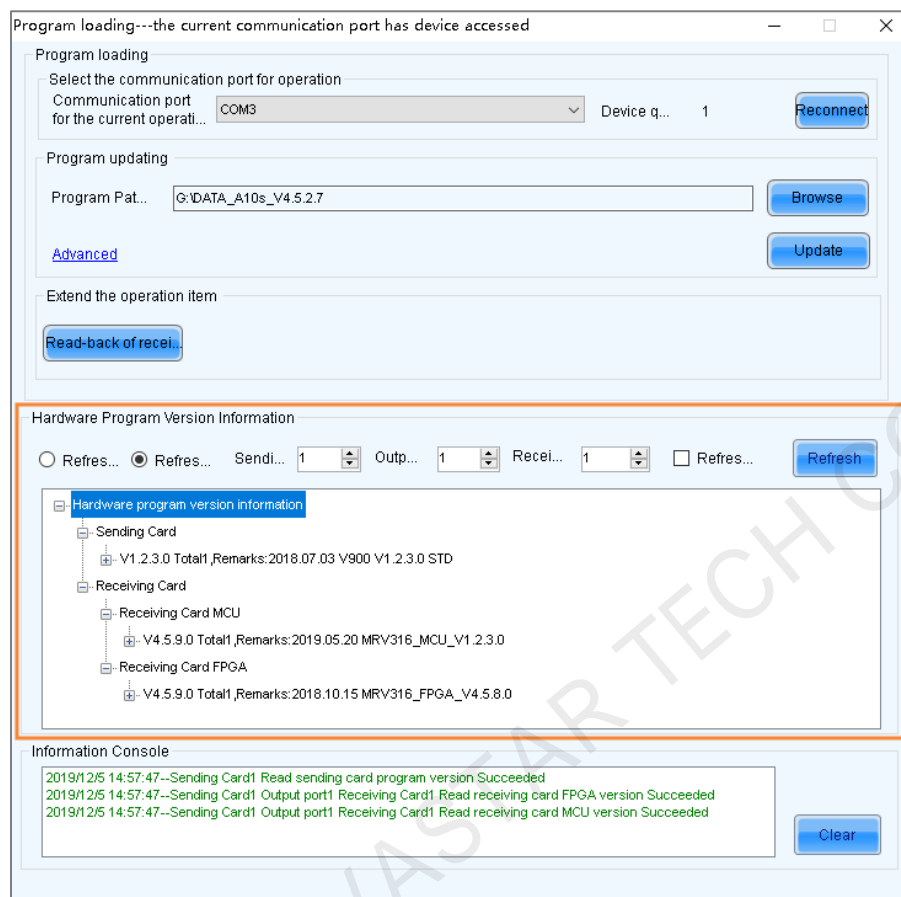 Program loading---the current communication port has device accessed
Program loading
Select the communication port for operation
Communication port
for the current operati...
COM3
Device q...
1
Reconnect
Program updating
Program Pat...
G:\DATA_A10s_V4.5.2.7
Browse
Advanced
Update
Extend the operation item
Read-back of recei...
Hardware Program Version Information
Refres... Refres... Sendi... 1 Outp... 1 Recei... 1 Refres... Refresh
Hardware program version information
Sending Card
V1.2.3.0 Total1 ,Remarks:2018.07.03 V900 V1.2.3.0 STD
Receiving Card
Receiving Card MCU
V4.5.9.0 Total1 ,Remarks:2019.05.20 MRV316_MCU_V1.2.3.0
Receiving Card FPGA
V4.5.9.0 Total1 ,Remarks:2018.10.15 MRV316_FPGA_V4.5.8.0
Information Console
2019/12/5 14:57:47--Sending Card1 Read sending card program version Succeeded
2019/12/5 14:57:47--Sending Card1 Output port1 Receiving Card1 Read receiving card FPGA version Succeeded
2019/12/5 14:57:47--Sending Card1 Output port1 Receiving Card1 Read receiving card MCU version Succeeded
Clear
VASTAR TECH CO